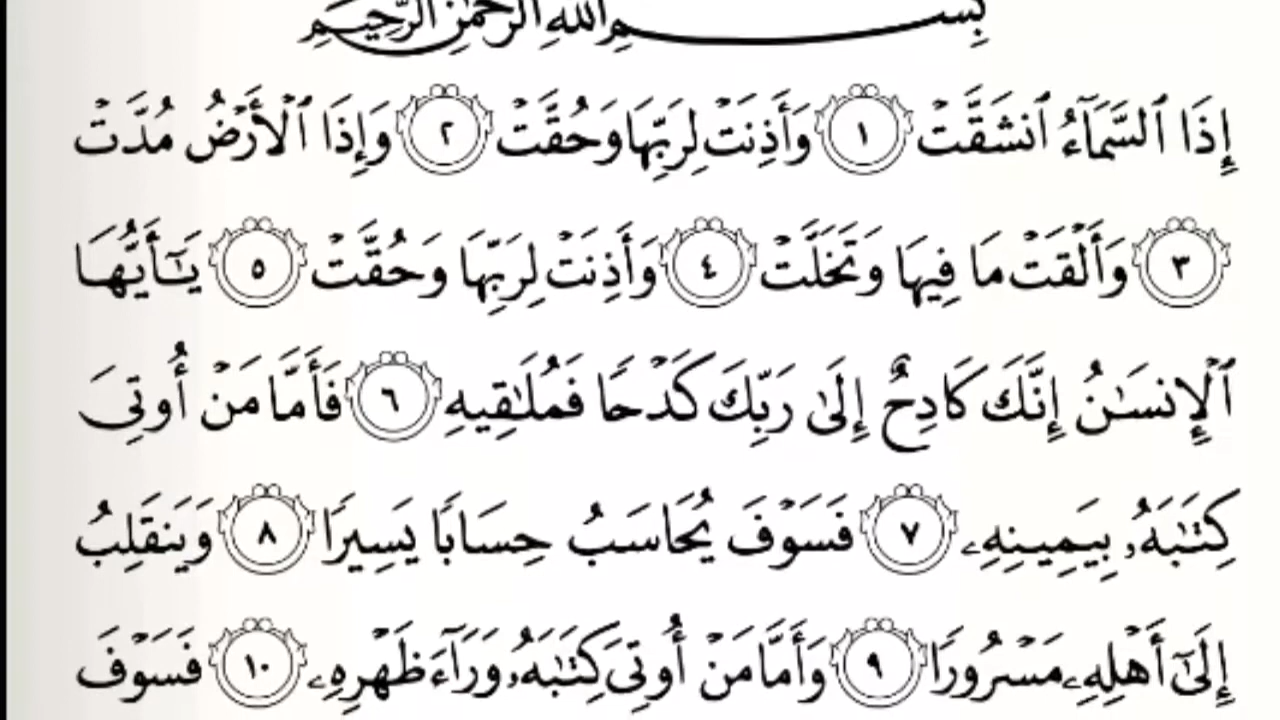 بِسْمِ ٱللَّهِ ٱلرَّحْمَٰنِ ٱلرَّحِيمِ
إِذَا ٱلسَّمَآءُ ٱنشَقَّتْ ١ وَأَذِنَتْ لِرَبِّهَا وَحُقَّتْ ٢ وَإِذَا ٱلْأَرْضُ مُدَّتْ
٣ وَأَلْقَتْ مَا فِيهَا وَتَخَلَّتْ ٤ وَأَذِنَتْ لِرَبِّهَا وَحُقَّتْ ٥ يَـٰٓأَيُّهَا
ٱلْإِنسَـٰنُ إِنَّكَ كَادِحٌ إِلَىٰ رَبِّكَ كَدْحًا فَمُلَـٰقِيهِ ٦ فَأَمَّا مَنْ أُوتِىَ
كِتَـٰبَهُۥ بِيَمِينِهِۦ ٧ فَسَوْفَ يُحَاسَبُ حِسَابًا يَسِيرًا ٨ وَيَنقَلِبُ
إِلَىٰٓ أَهْلِهِۦ مَسْرُورًا ٩ وَأَمَّا مَنْ أُوتِىَ كِتَـٰبَهُۥ وَرَآءَ ظَهْرِهِۦ ١٠ فَسَوْفَ